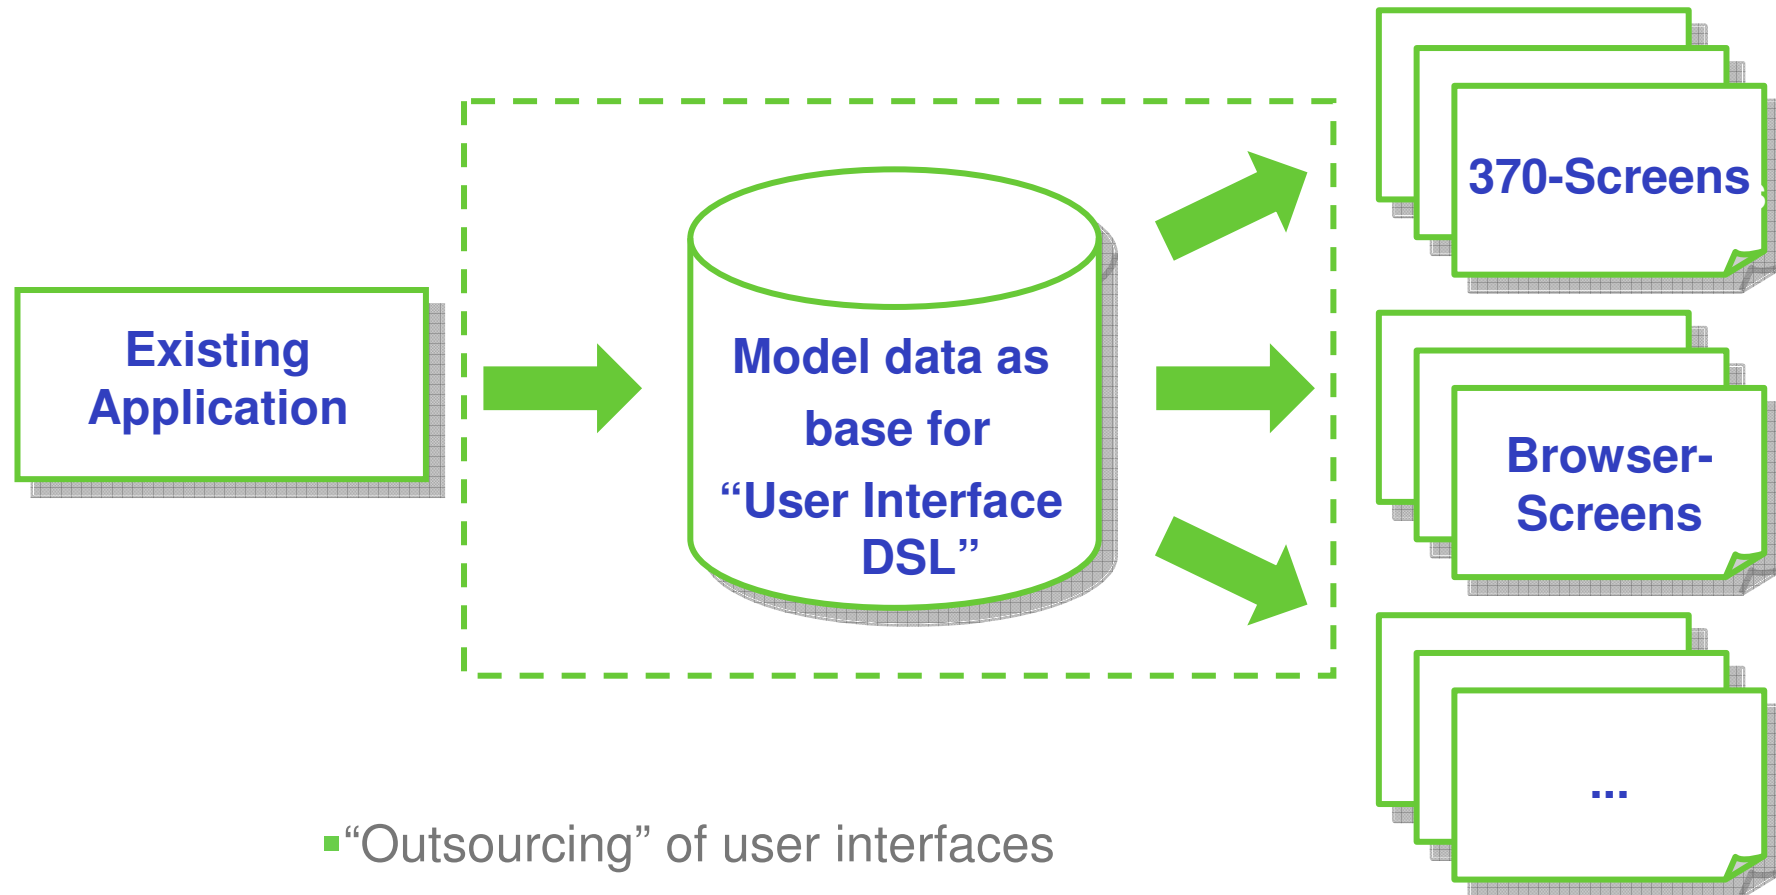 Existing
Application
Model data as
base for
“User Interface
DSL”
370-Screens
Browser-
Screens
...
▪“Outsourcing” of user interfaces